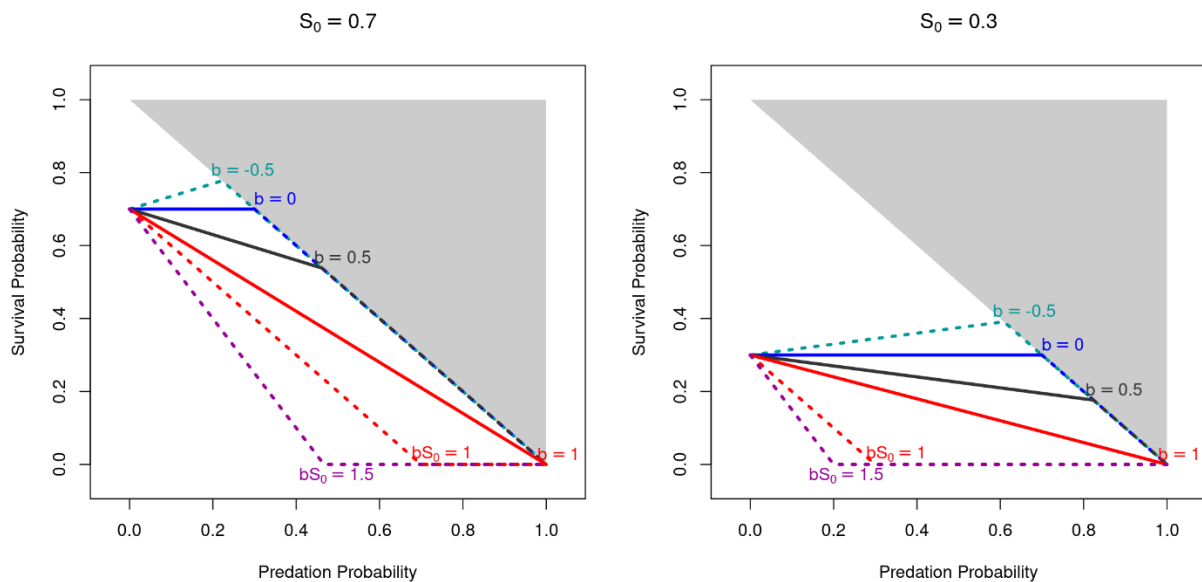 S₀ = 0.7
Survival Probability
1.0
0.8
0.6
0.4
0.2
0.0
b = -0.5
b = 0
b = 0.5
bS₀ = 1
b = 1
bS₀ = 1.5
0.0 0.2 0.4 0.6 0.8 1.0
Predation Probability
S₀ = 0.3
Survival Probability
1.0
0.8
0.6
0.4
0.2
0.0
b = -0.5
b = 0
b = 0.5
bS₀ = 1
b = 1
bS₀ = 1.5
0.0 0.2 0.4 0.6 0.8 1.0
Predation Probability